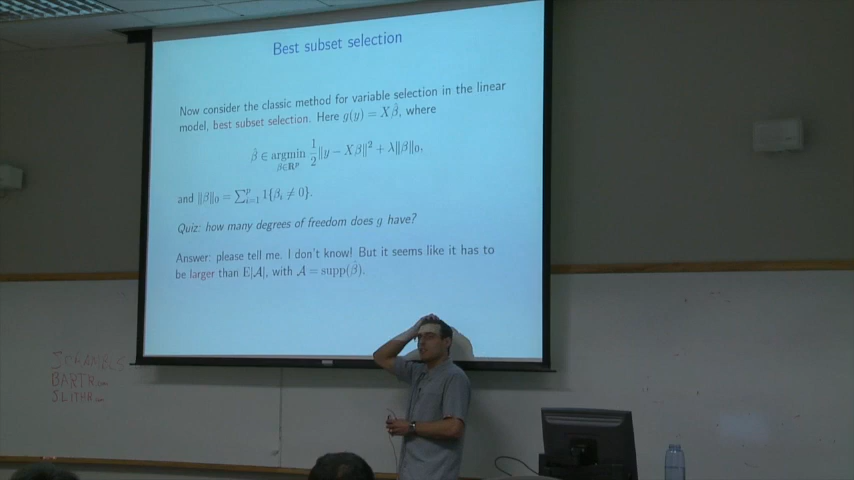 Best subset selection
Now consider the classic method for variable selection in the linear
model, best subset selection. Here g(y) = Xβ̂, where
β̂ ∈ argmin 1/2 ‖y − Xβ‖² + λ‖β‖₀,
β∈ℝᵖ
and ‖β‖₀ = ∑ᵖᵢ₌₁ 1{βᵢ ≠ 0}.
Quiz: how many degrees of freedom does g have?
Answer: please tell me. I don't know! But it seems like it has to
be larger than E|𝒜|, with 𝒜 = supp(β̂).